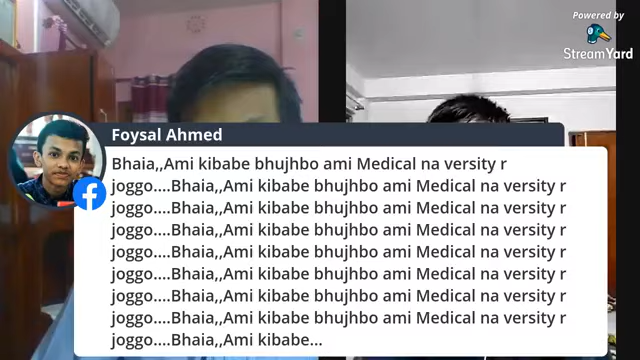 Powered by
StreamYard
Foysal Ahmed
Bhaia,,Ami kibabe bhujhbo ami Medical na versity r
joggo....Bhaia,,Ami kibabe bhujhbo ami Medical na versity r
joggo....Bhaia,,Ami kibabe bhujhbo ami Medical na versity r
joggo....Bhaia,,Ami kibabe bhujhbo ami Medical na versity r
joggo....Bhaia,,Ami kibabe bhujhbo ami Medical na versity r
joggo....Bhaia,,Ami kibabe bhujhbo ami Medical na versity r
joggo....Bhaia,,Ami kibabe bhujhbo ami Medical na versity r
joggo....Bhaia,,Ami kibabe bhujhbo ami Medical na versity r
joggo....Bhaia,,Ami kibabe...